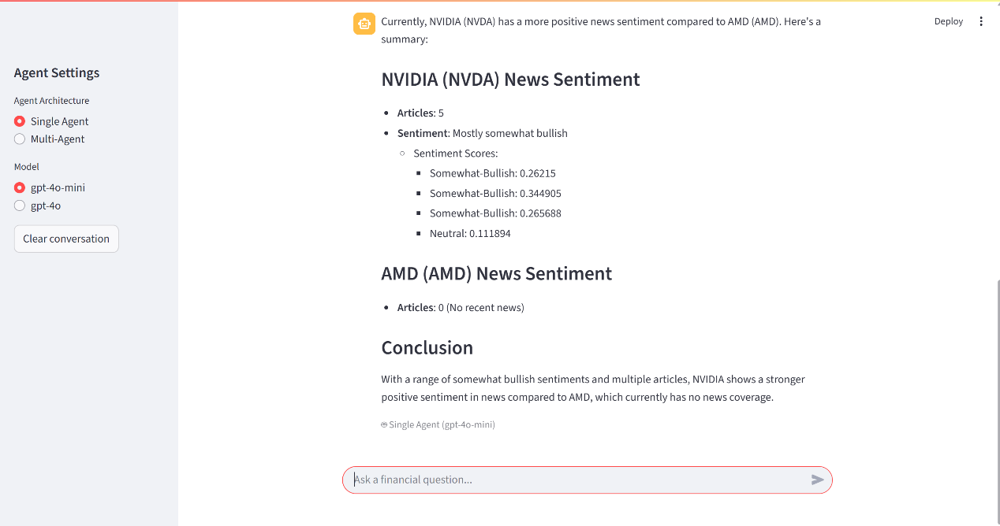 Deploy
Agent Settings
Agent Architecture
Single Agent
Multi-Agent
Model
gpt-4o-mini
gpt-4o
Clear conversation
Currently, NVIDIA (NVDA) has a more positive news sentiment compared to AMD (AMD). Here's a
summary:
NVIDIA (NVDA) News Sentiment
Articles: 5
Sentiment: Mostly somewhat bullish
Sentiment Scores:
Somewhat-Bullish: 0.26215
Somewhat-Bullish: 0.344905
Somewhat-Bullish: 0.265688
Neutral: 0.111894
AMD (AMD) News Sentiment
Articles: 0 (No recent news)
Conclusion
With a range of somewhat bullish sentiments and multiple articles, NVIDIA shows a stronger
positive sentiment in news compared to AMD, which currently has no news coverage.
Single Agent (gpt-4o-mini)
Ask a financial question...